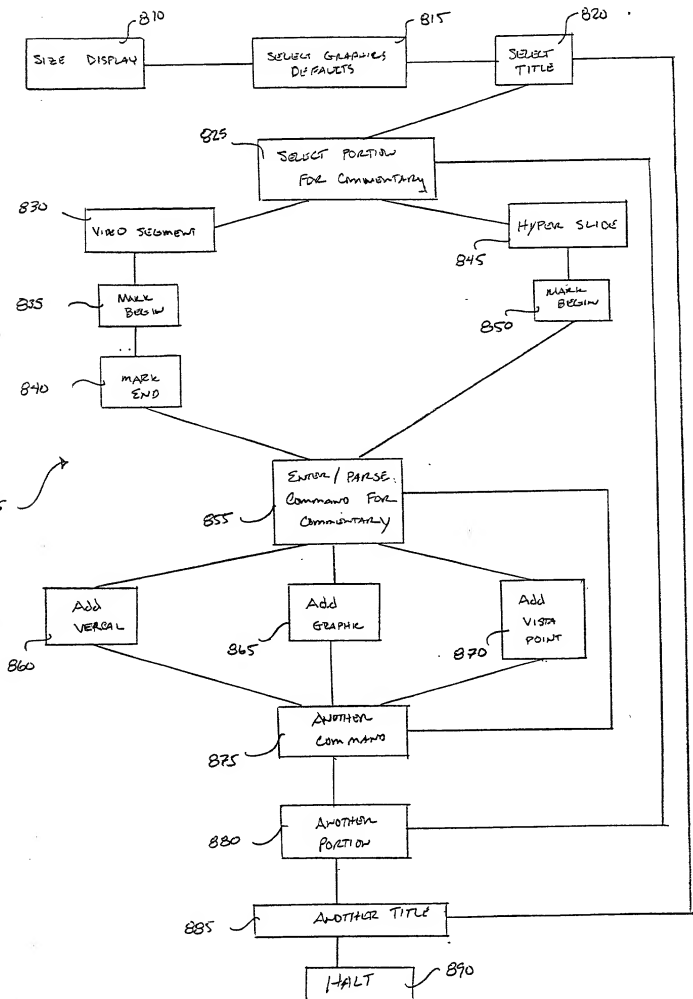 810
SIZE DISPLAY
815
SELECT GRAPHICS
DEFAULTS
820
SELECT
TITLE
825
SELECT PORTION
FOR COMMENTARY
830
VIDEO SEGMENT
HYPER SLIDE
845
835
MARK
BEGIN
MARK
BEGIN
850
840
MARK
END
ENTER/PARSE
COMMAND FOR
COMMENTARY
855
Add
VERBAL
860
Add
GRAPHIC
865
Add
VISTA
POINT
870
ANOTHER
COMMAND
875
ANOTHER
PORTION
880
ANOTHER TITLE
885
HALT
890